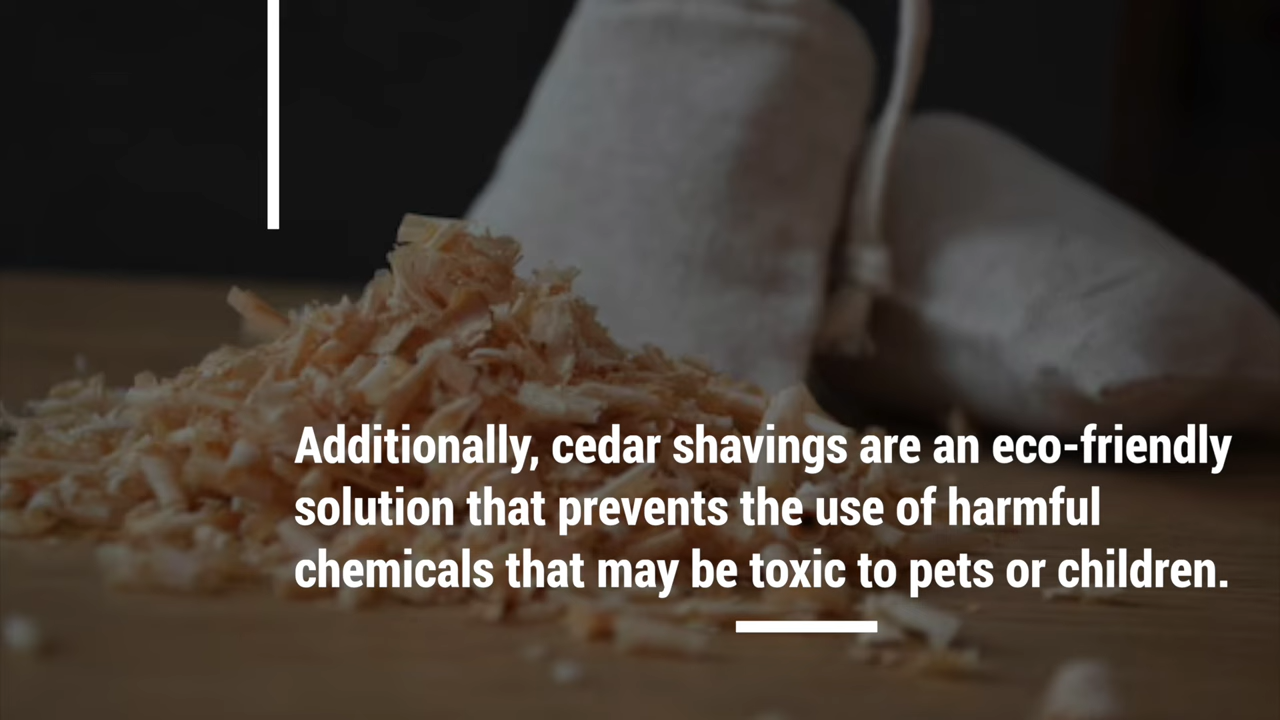 Additionally, cedar shavings are an eco-friendly
solution that prevents the use of harmful
chemicals that may be toxic to pets or children.